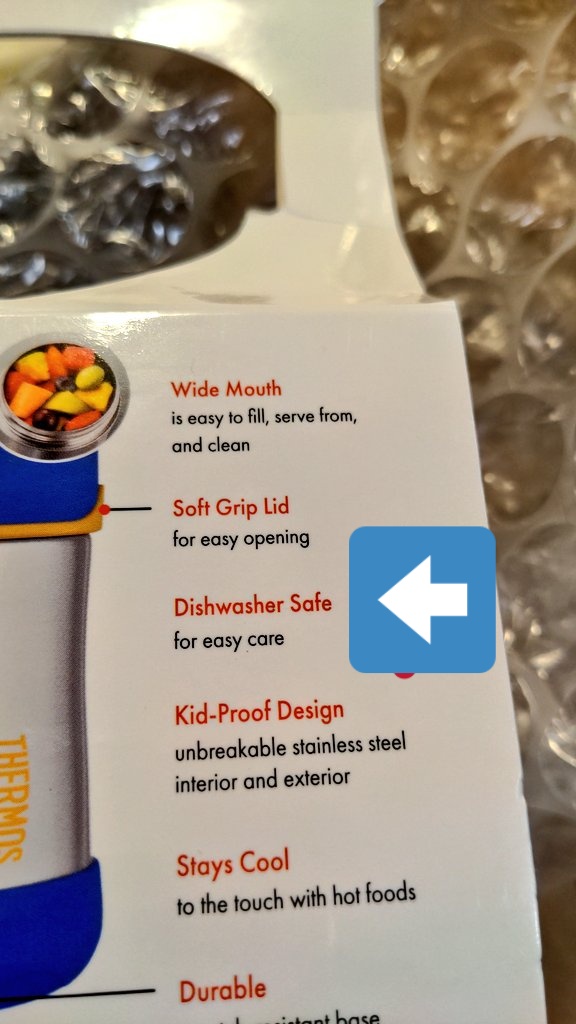 Wide Mouth
is easy to fill, serve from,
and clean
Soft Grip Lid
for easy opening
Dishwasher Safe
for easy care
Kid-Proof Design
unbreakable stainless steel
interior and exterior
THERMOS
Stays Cool
to the touch with hot foods
Durable
base